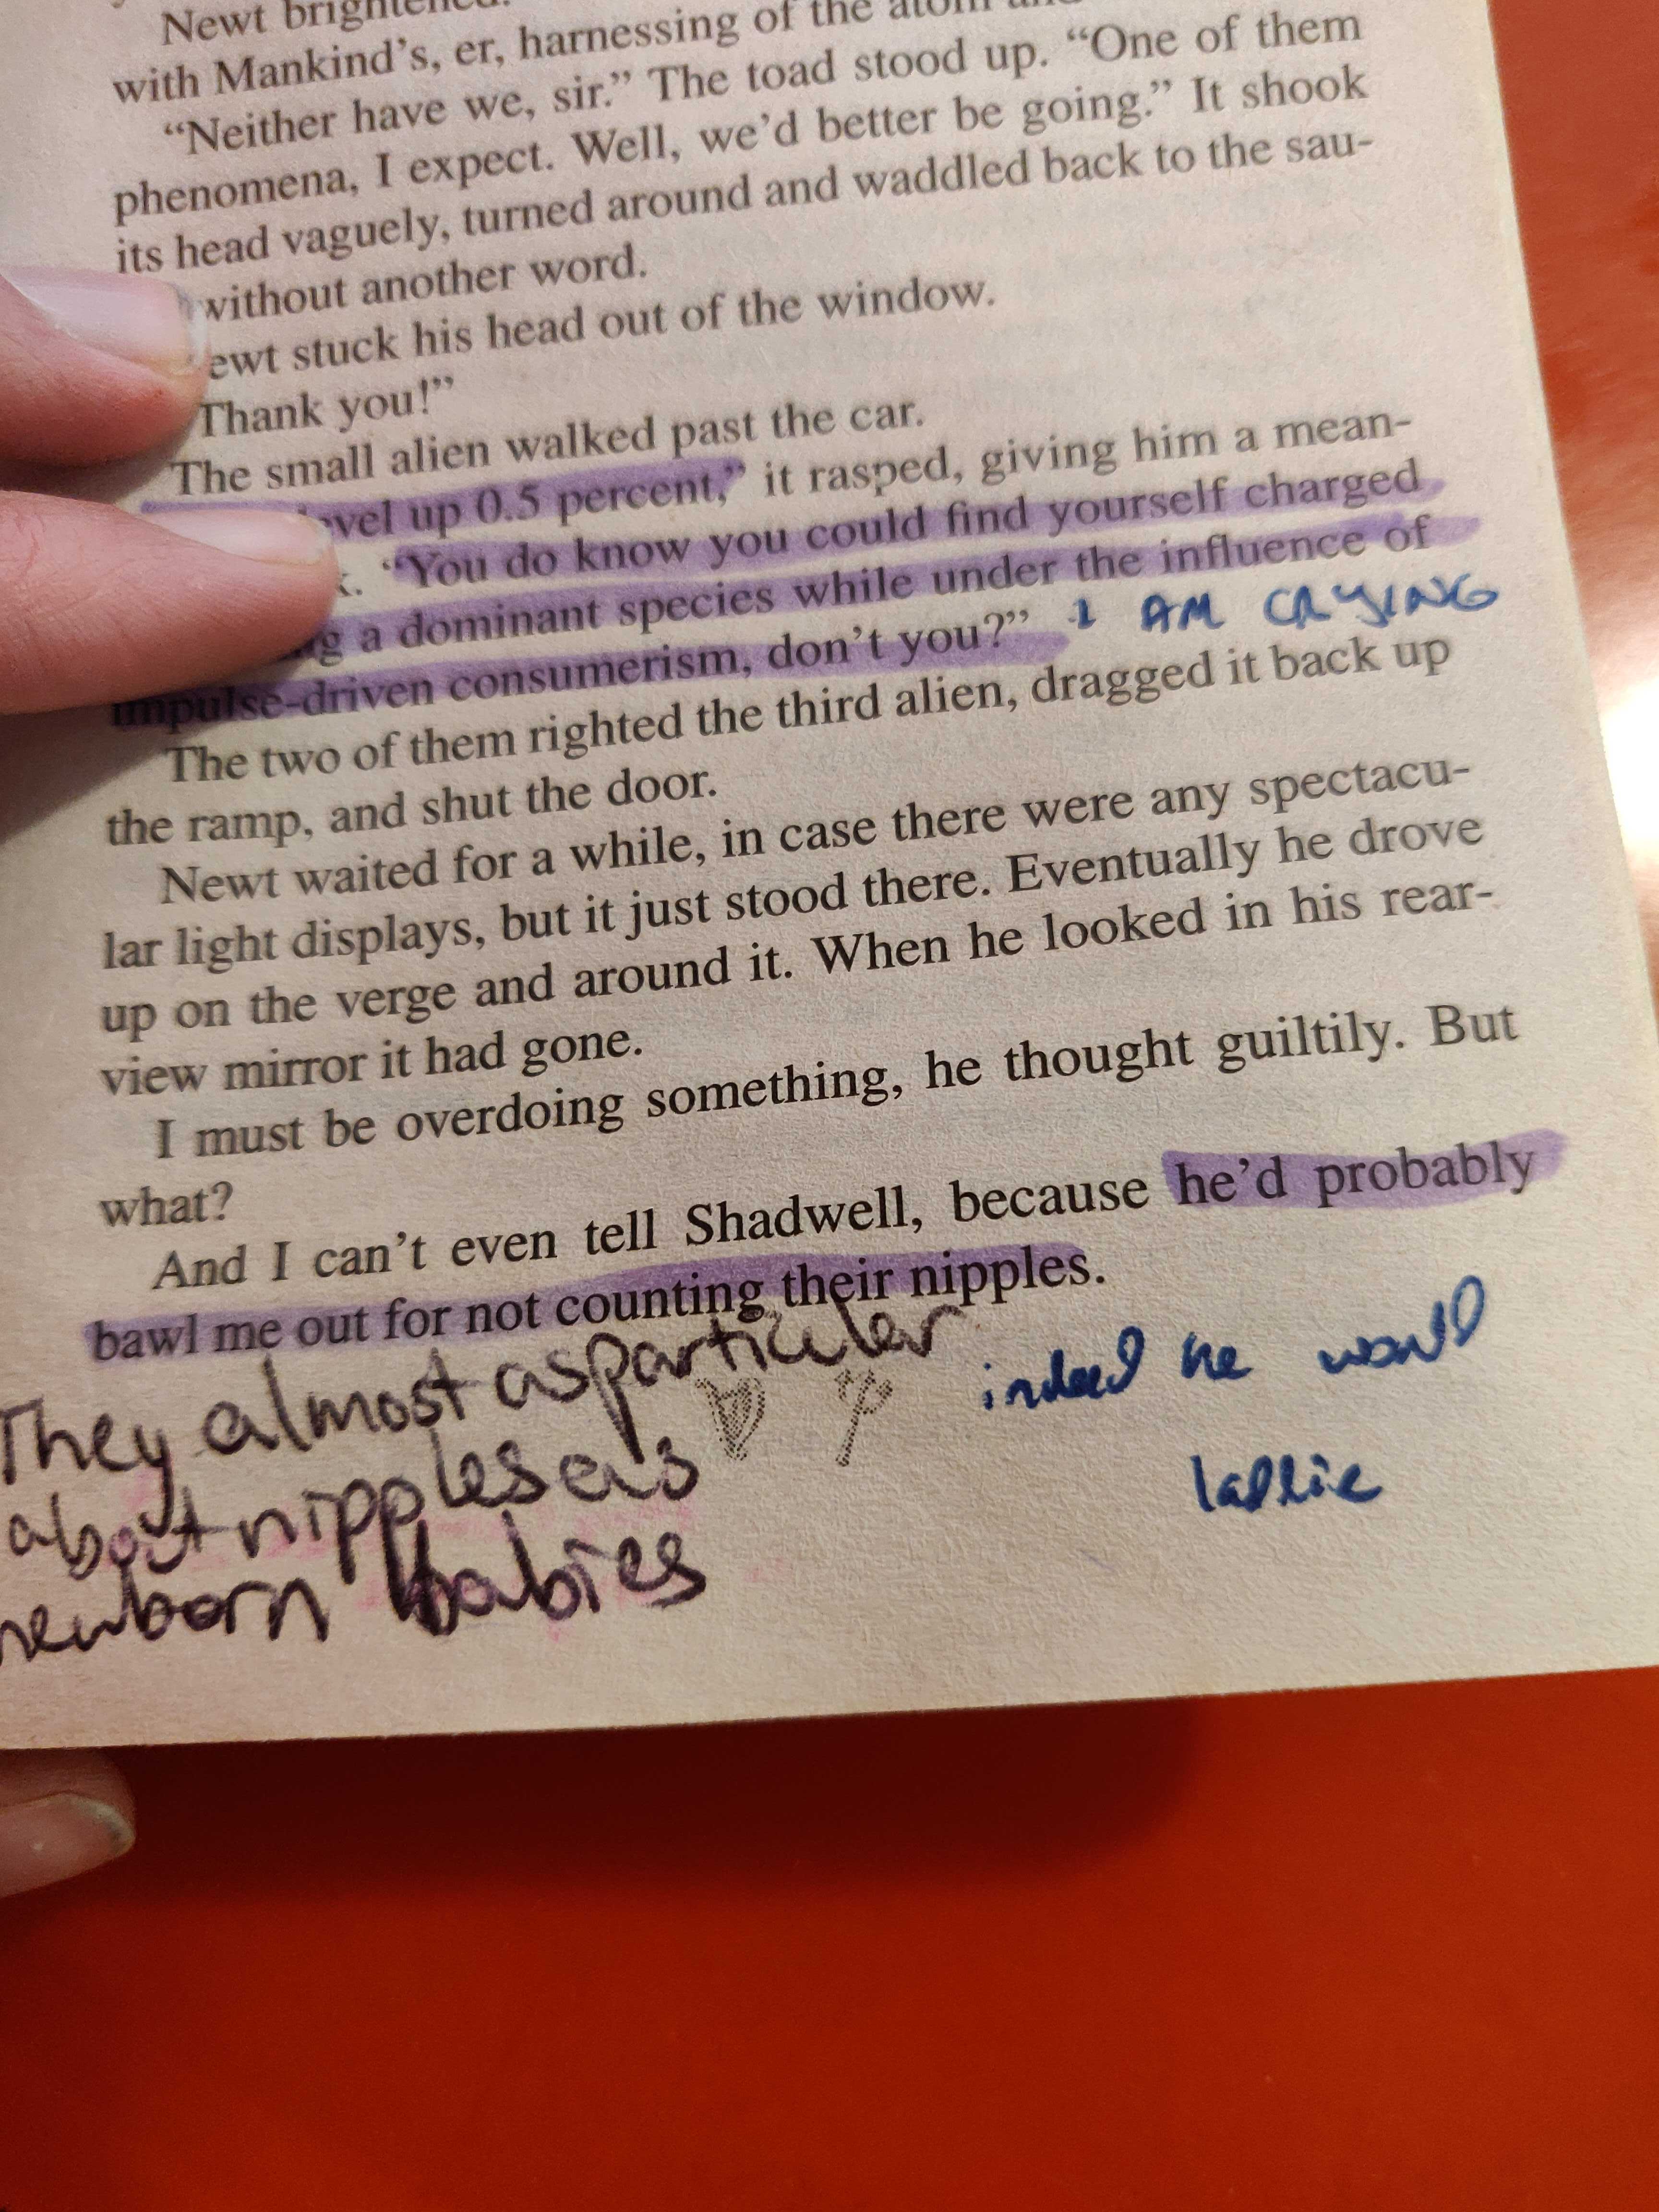 Newt brightened.
with Mankind's, er, harnessing of the atom and
"Neither have we, sir." The toad stood up. "One of them
phenomena, I expect. Well, we'd better be going." It shook
its head vaguely, turned around and waddled back to the sau-
without another word.
ewt stuck his head out of the window.
Thank you!"
The small alien walked past the car.
evel up 0.5 percent," it rasped, giving him a mean-
k. "You do know you could find yourself charged
g a dominant species while under the influence of
impulse-driven consumerism, don't you?" I AM CRYING
The two of them righted the third alien, dragged it back up
the ramp, and shut the door.
Newt waited for a while, in case there were any spectacu-
lar light displays, but it just stood there. Eventually he drove
up on the verge and around it. When he looked in his rear-
view mirror it had gone.
I must be overdoing something, he thought guiltily. But
what?
And I can't even tell Shadwell, because he'd probably
bawl me out for not counting their nipples.
They almost as particular
about nipples as
newborn babies
indeed he would
laddie